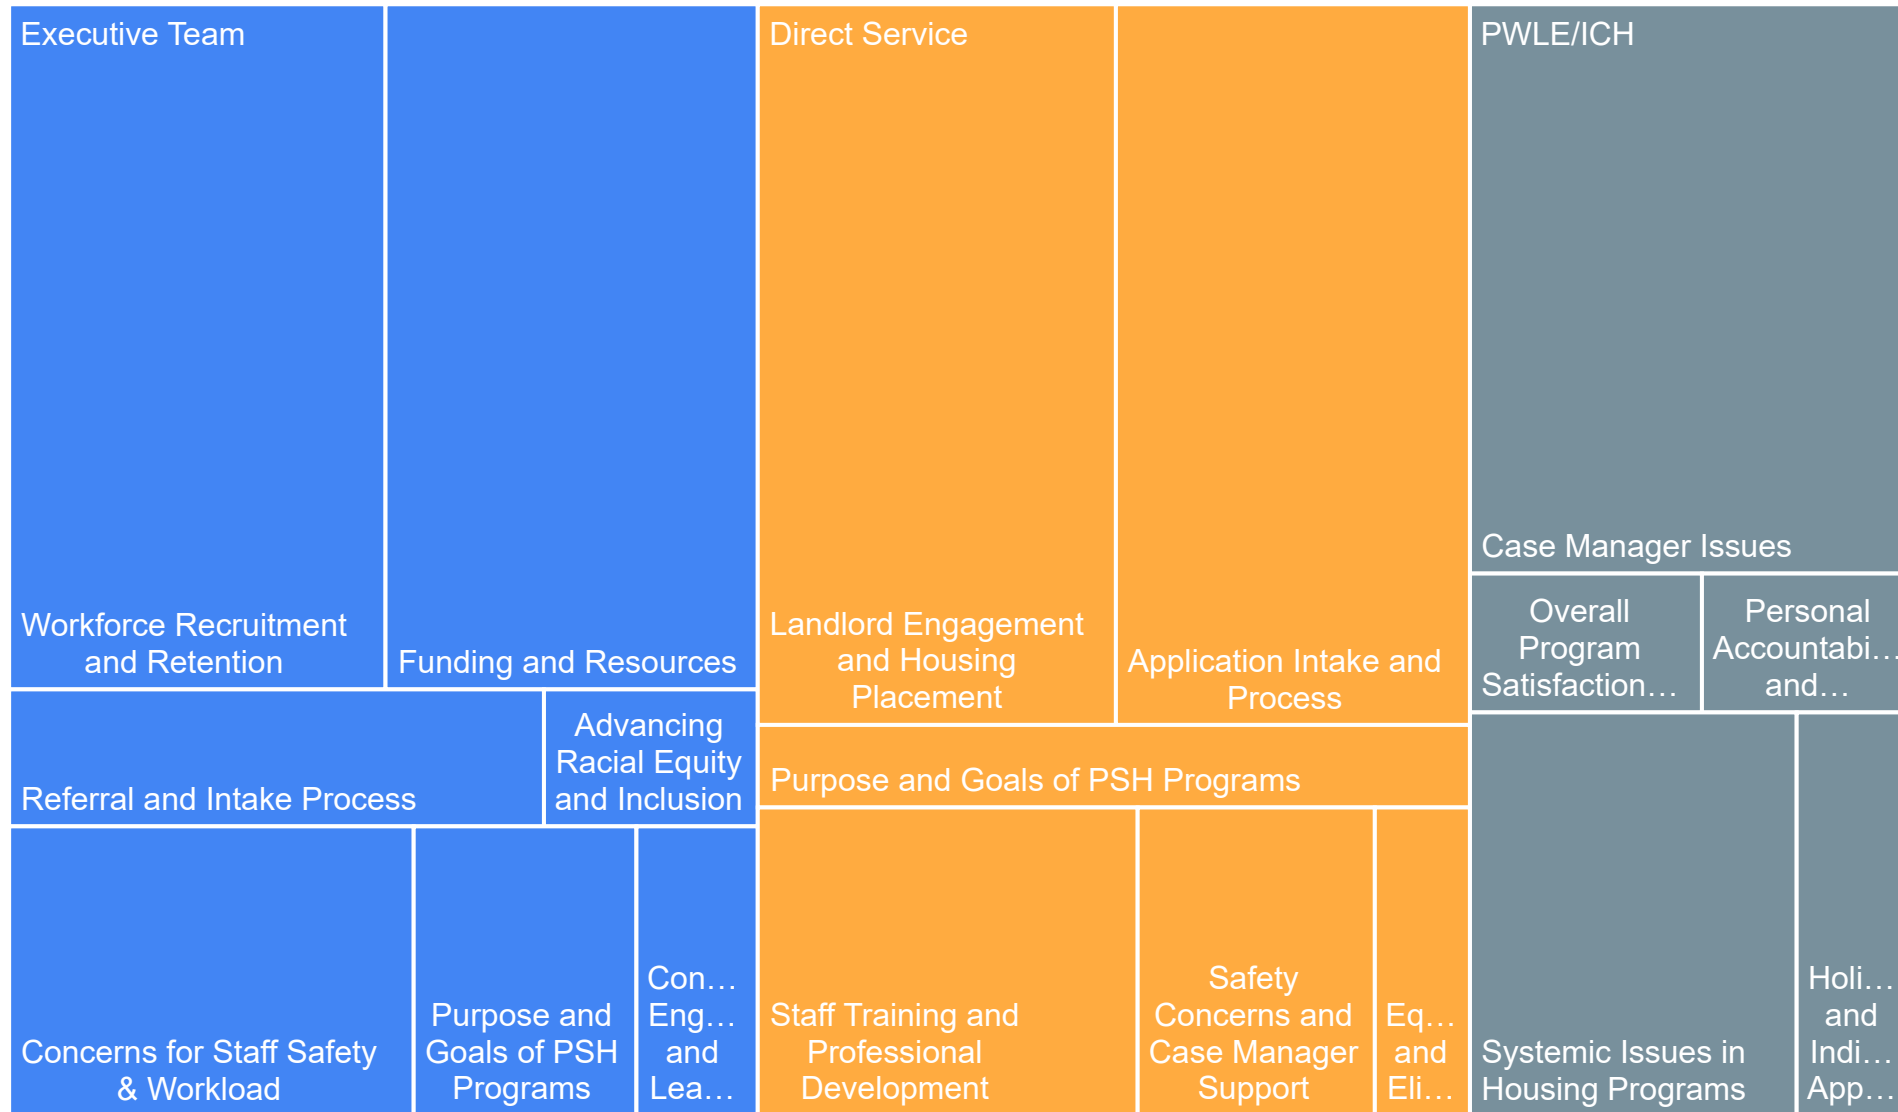 Executive Team
Workforce Recruitment
and Retention
Funding and Resources
Referral and Intake Process
Advancing
Racial Equity
and Inclusion
Concerns for Staff Safety
& Workload
Purpose and
Goals of PSH
Programs
Con…
Eng…
and
Lea…
Direct Service
Landlord Engagement
and Housing
Placement
Application Intake and
Process
Purpose and Goals of PSH Programs
Staff Training and
Professional
Development
Safety
Concerns and
Case Manager
Support
Eq…
and
Eli…
PWLE/ICH
Case Manager Issues
Overall
Program
Satisfaction…
Personal
Accountabi…
and…
Systemic Issues in
Housing Programs
Holi…
and
Indi…
App…